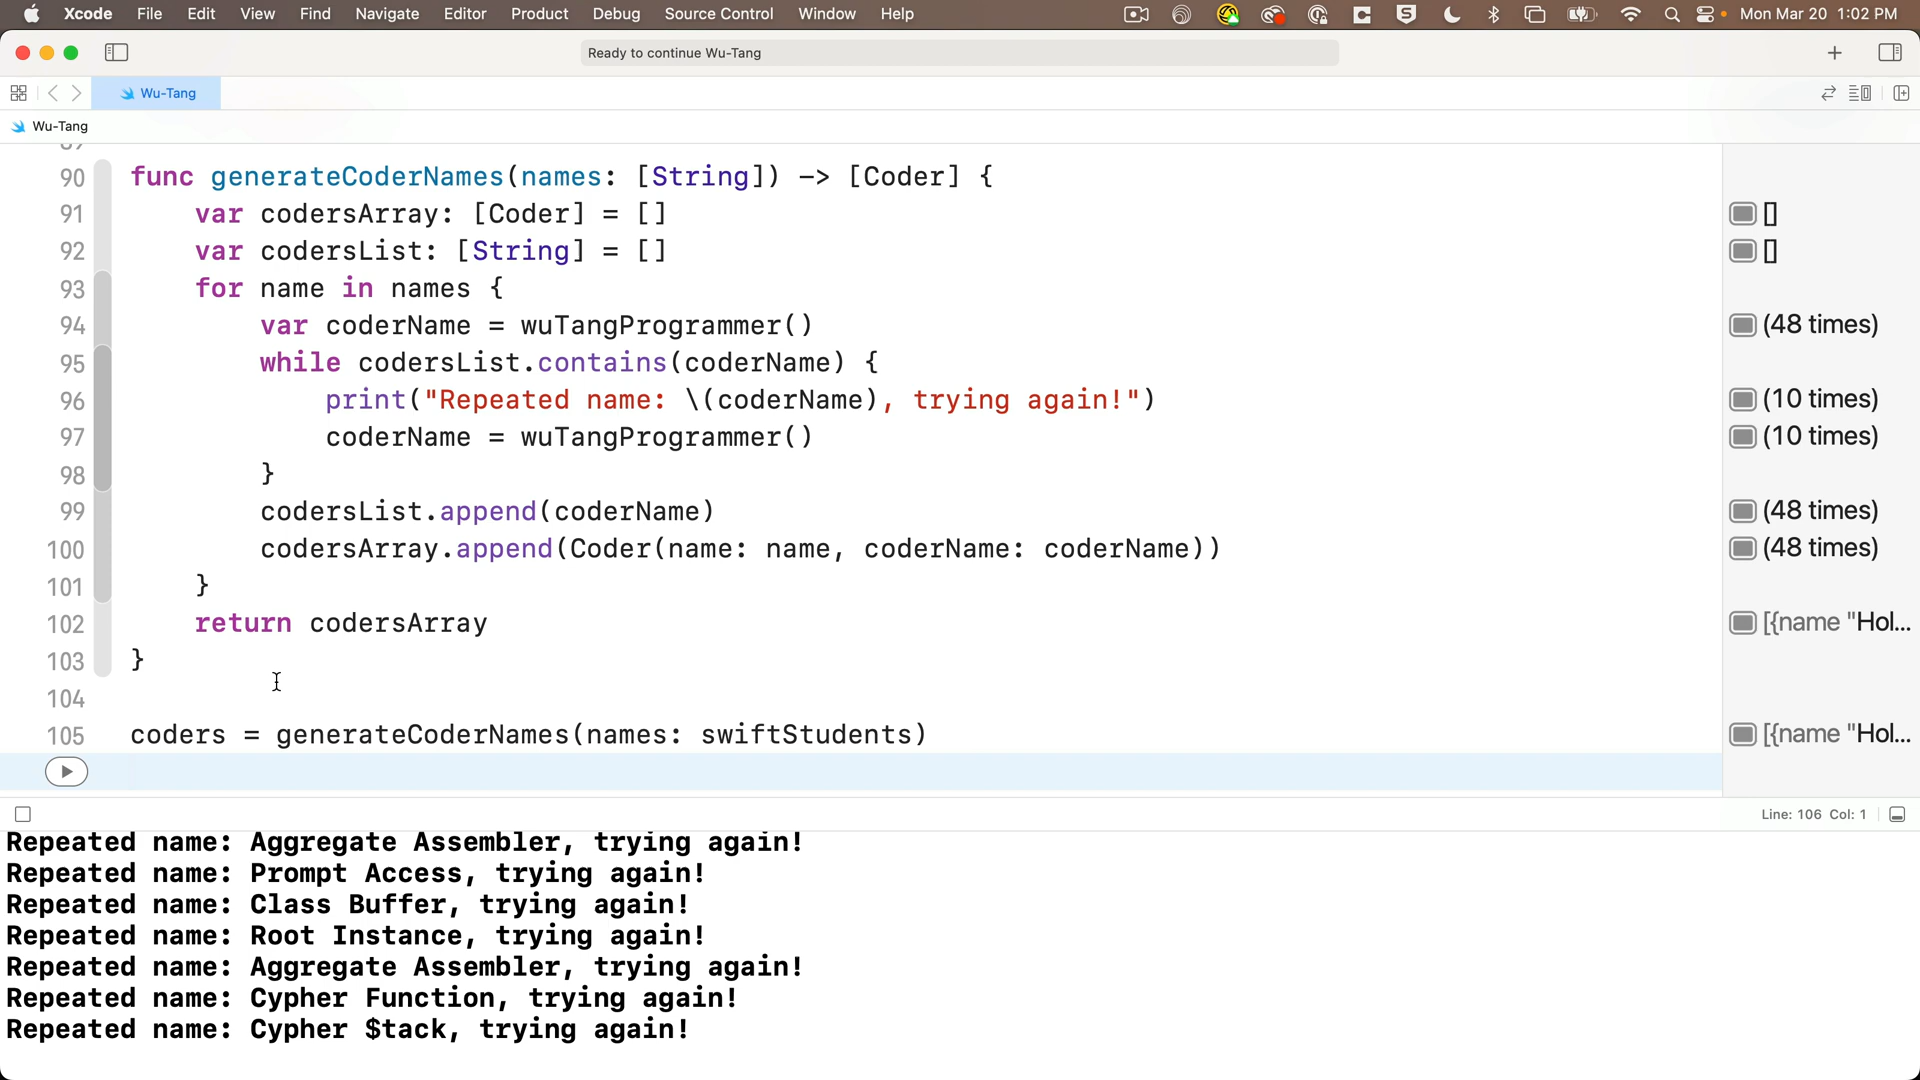 Xcode File Edit View Find Navigate Editor Product Debug Source Control Window Help Mon Mar 20 1:02 PM
Ready to continue Wu-Tang
Wu-Tang
Wu-Tang
90 func generateCoderNames(names: [String]) -> [Coder] {
91 var codersArray: [Coder] = [] []
92 var codersList: [String] = [] []
93 for name in names {
94 var coderName = wuTangProgrammer() (48 times)
95 while codersList.contains(coderName) {
96 print("Repeated name: \(coderName), trying again!") (10 times)
97 coderName = wuTangProgrammer() (10 times)
98 }
99 codersList.append(coderName) (48 times)
100 codersArray.append(Coder(name: name, coderName: coderName)) (48 times)
101 }
102 return codersArray [{name "Hol...
103 }
104
105 coders = generateCoderNames(names: swiftStudents) [{name "Hol...
Line: 106 Col: 1
Repeated name: Aggregate Assembler, trying again!
Repeated name: Prompt Access, trying again!
Repeated name: Class Buffer, trying again!
Repeated name: Root Instance, trying again!
Repeated name: Aggregate Assembler, trying again!
Repeated name: Cypher Function, trying again!
Repeated name: Cypher $tack, trying again!